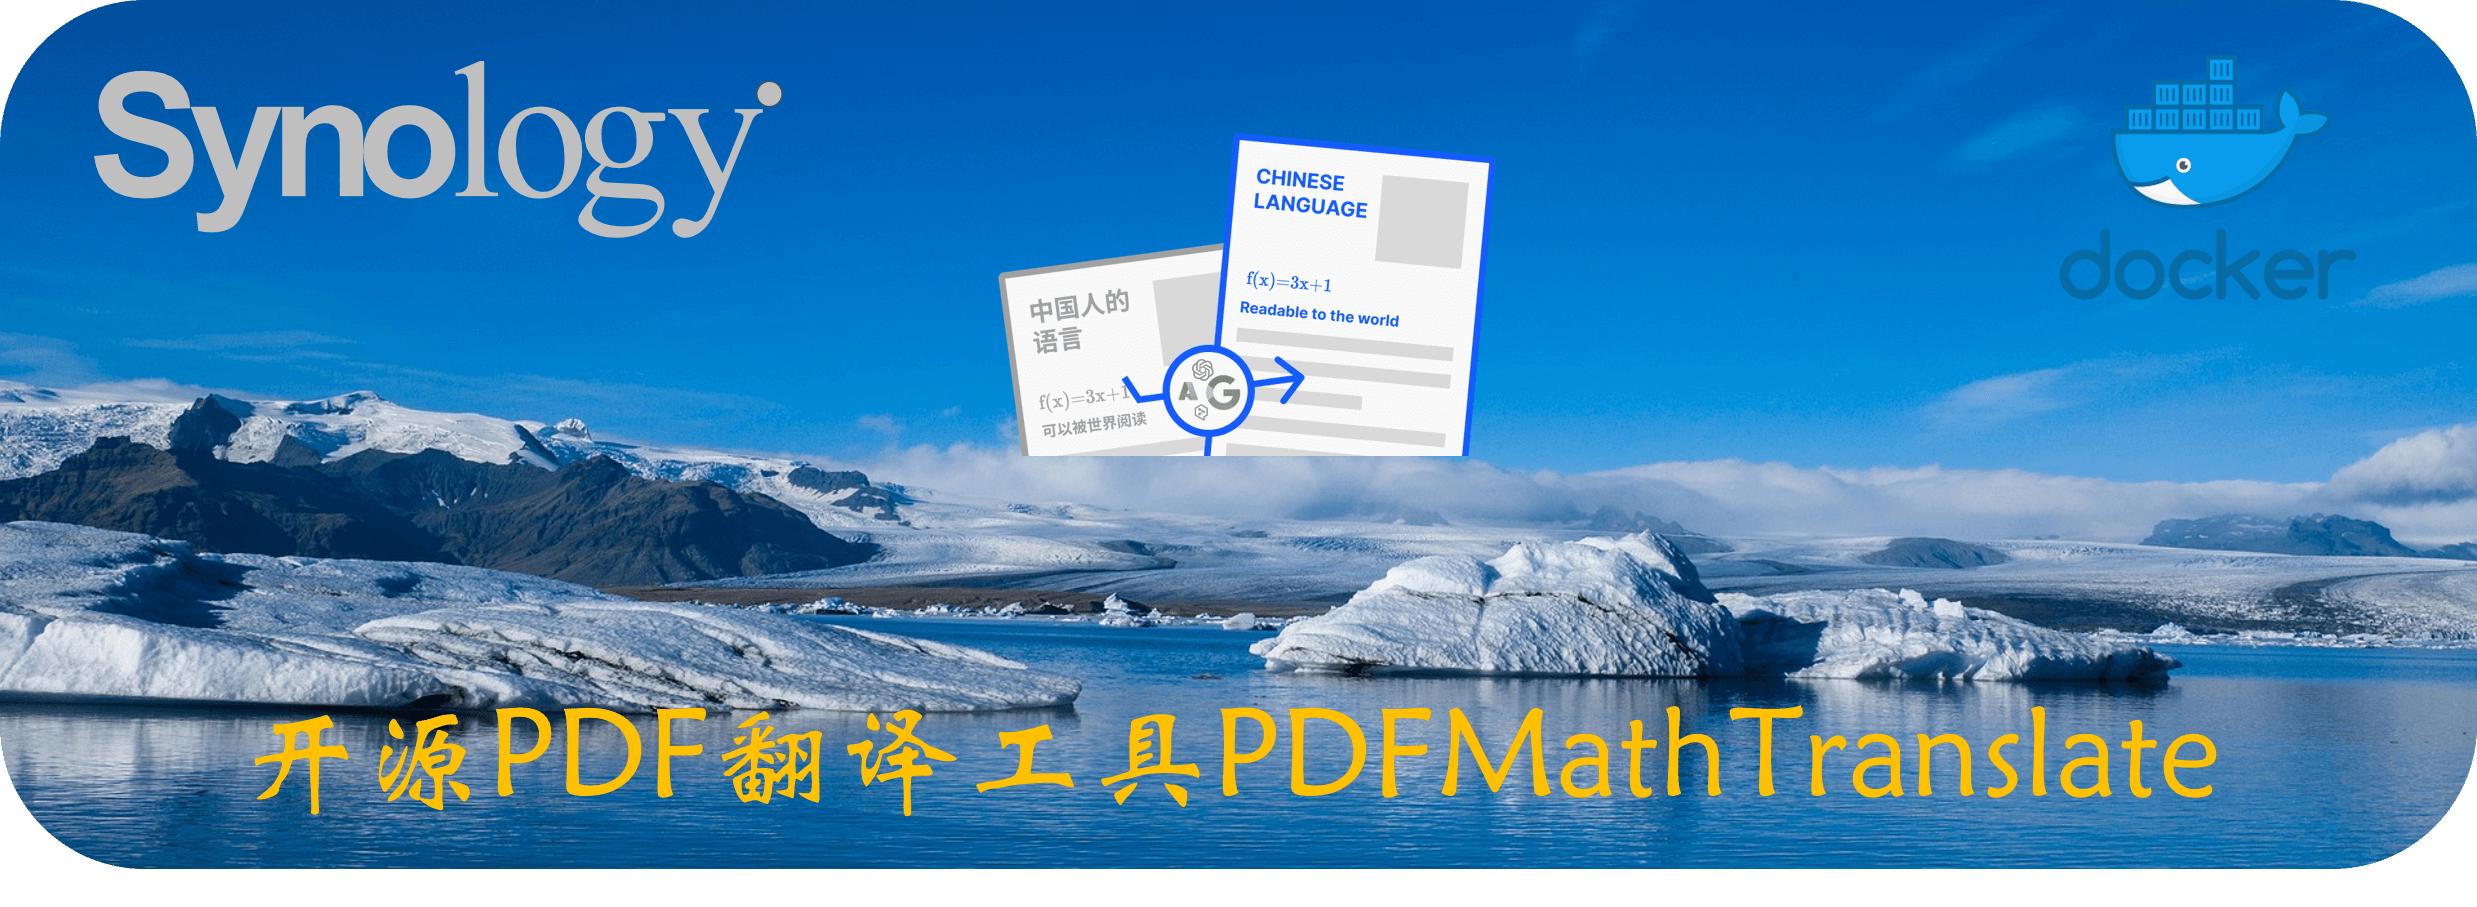 Synology
docker
CHINESE
LANGUAGE
f(x)=3x+1
Readable to the world
中国人的
语言
f(x)=3x+1
可以被世界阅读
A G
开源PDF翻译工具PDFMathTranslate